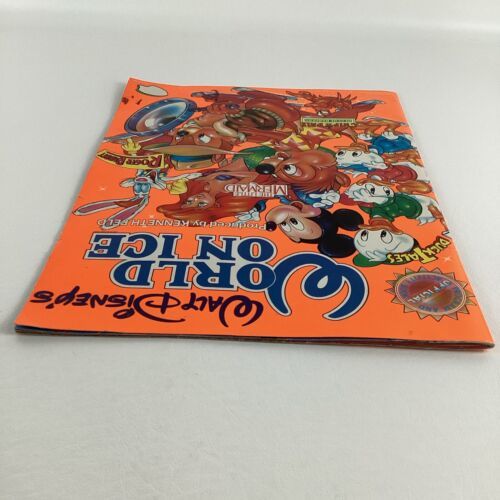 Walt Disney's
WORLD
ON ICE
Produced by KENNETH FELD
DUCKTALES
THE LITTLE
MERMAID
ROGER RABBIT
OFFICIAL